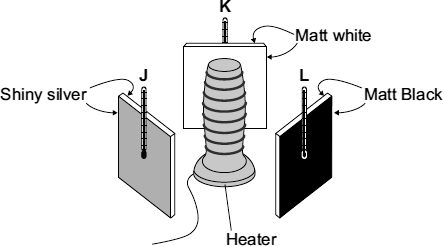 K
Matt white
J
L
Shiny silver
Matt Black
Heater